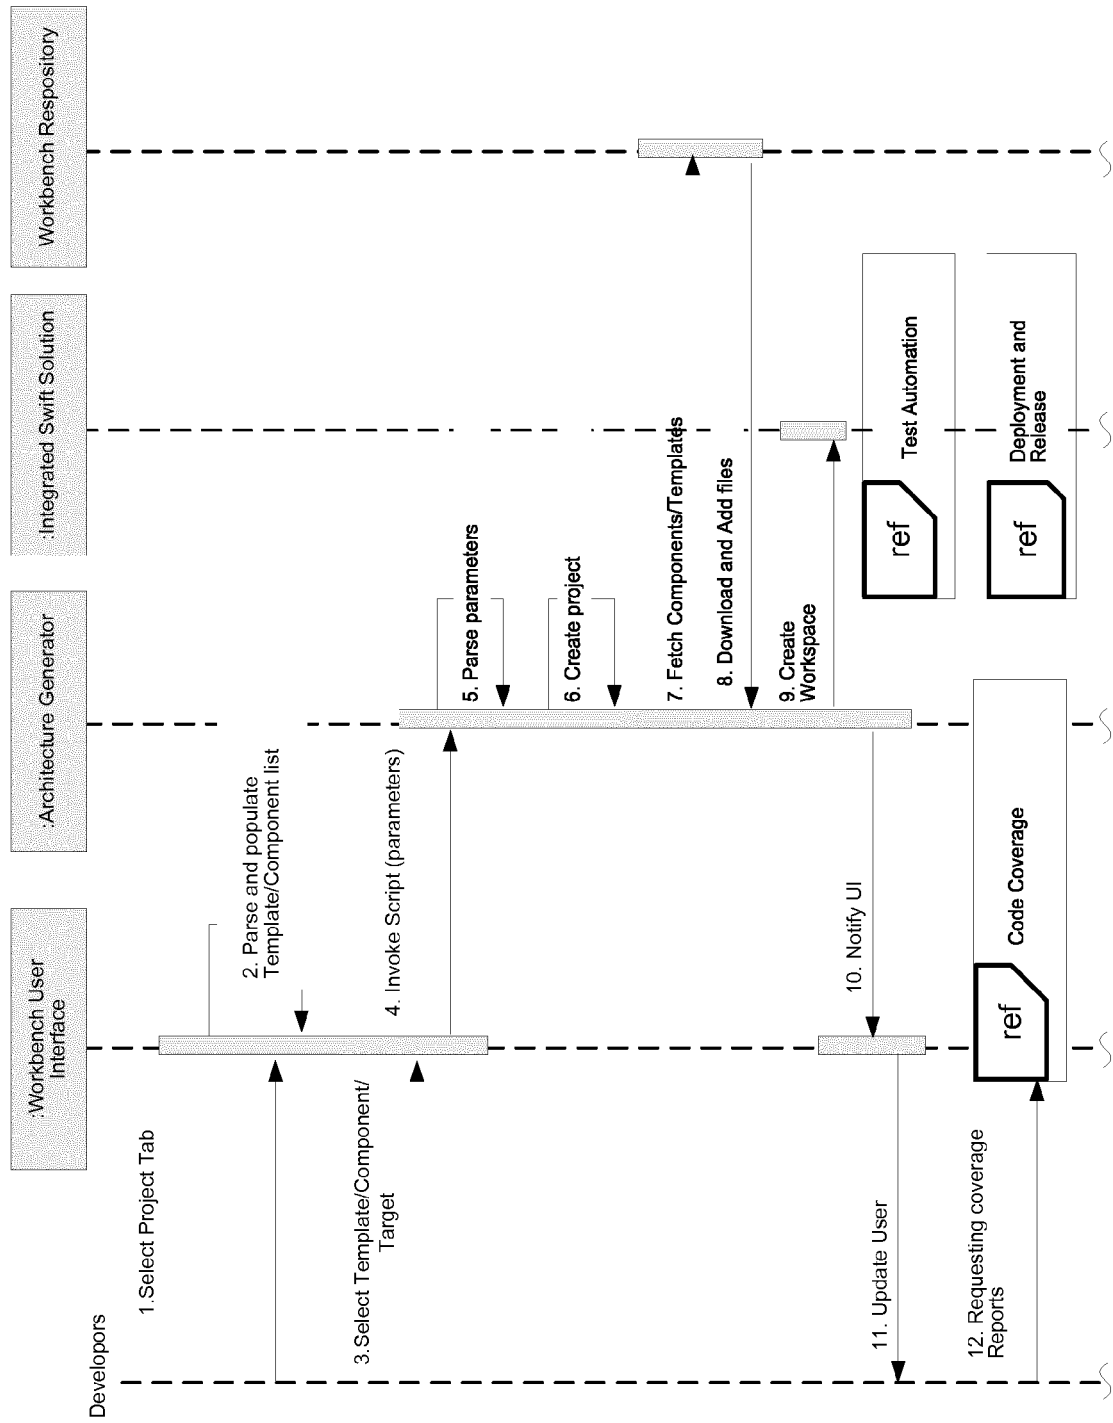 Developors
:Workbench User
Interface
:Architecture Generator
:Integrated Swift Solution
Workbench Respository
1.Select Project Tab
2. Parse and populate
Template/Component list
3.Select Template/Component/
Target
4. Invoke Script (parameters)
5. Parse parameters
6. Create project
7. Fetch Components/Templates
8. Download and Add files
9. Create
Workspace
10. Notify UI
11. Update User
ref
Test Automation
12. Requesting coverage
Reports
ref
Code Coverage
ref
Deployment and
Release